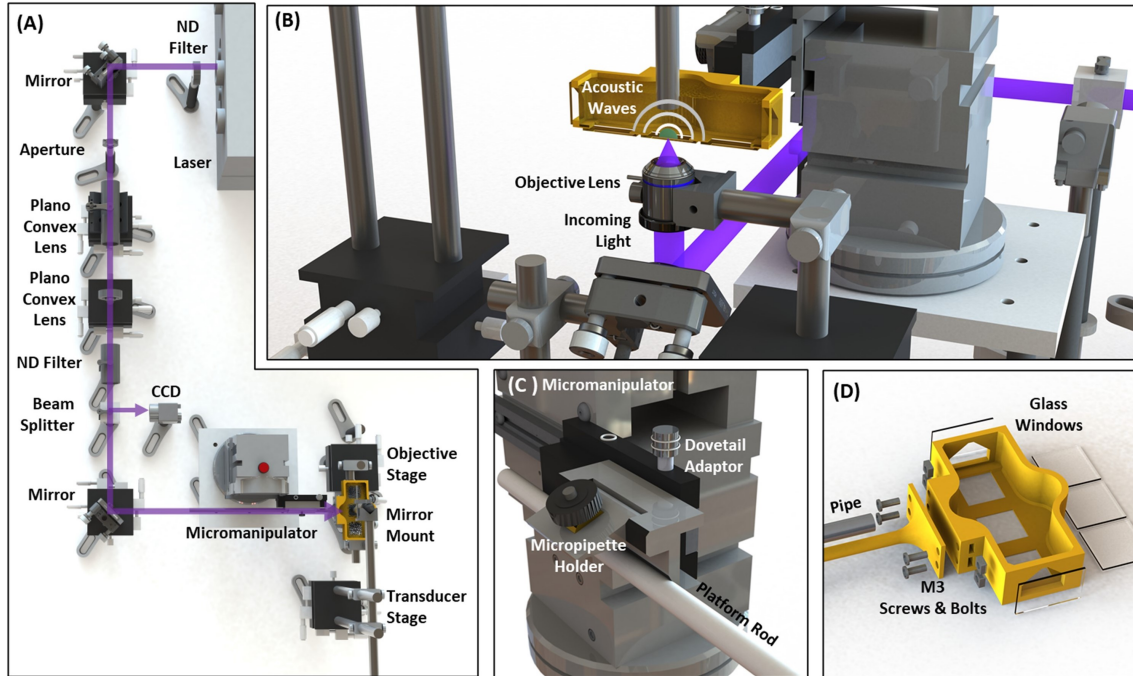 (A)
ND
Filter
Mirror
Aperture
Laser
Plano
Convex
Lens
Plano
Convex
Lens
ND Filter
CCD
Beam
Splitter
Mirror
Micromanipulator
Objective
Stage
Mirror
Mount
Transducer
Stage
(B)
Acoustic
Waves
Objective Lens
Incoming
Light
(C) Micromanipulator
Dovetail
Adaptor
Micropipette
Holder
Platform Rod
(D)
Glass
Windows
Pipe
M3
Screws & Bolts